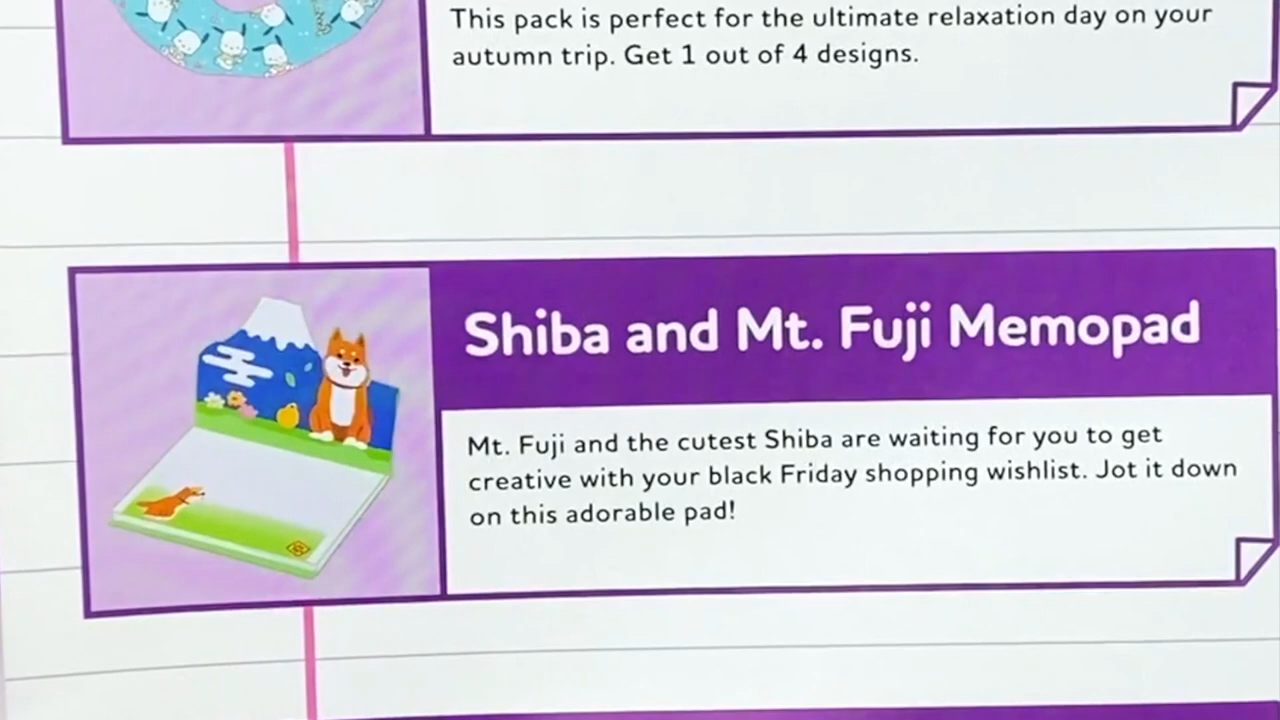 This pack is perfect for the ultimate relaxation day on your
autumn trip. Get 1 out of 4 designs.
Shiba and Mt. Fuji Memopad
Mt. Fuji and the cutest Shiba are waiting for you to get
creative with your black Friday shopping wishlist. Jot it down
on this adorable pad!